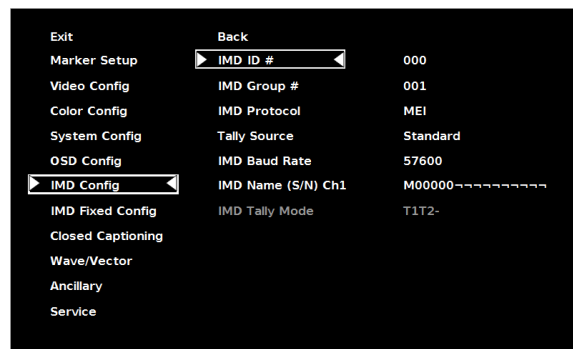 Exit Back
Marker Setup IMD ID # 000
Video Config IMD Group # 001
Color Config IMD Protocol MEI
System Config Tally Source Standard
OSD Config IMD Baud Rate 57600
IMD Config IMD Name (S/N) Ch1 M00000¬¬¬¬¬¬¬¬¬¬
IMD Fixed Config IMD Tally Mode T1T2-
Closed Captioning
Wave/Vector
Ancillary
Service